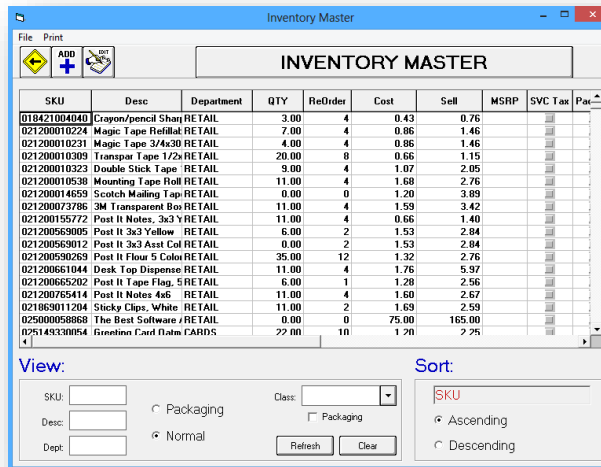 Inventory Master
File Print
ADD EXIT
INVENTORY MASTER
SKU Desc Department QTY ReOrder Cost Sell MSRP SVC Tax Pac
018421004040 Crayon/pencil Sharp RETAIL 3.00 4 0.43 0.76
021200010224 Magic Tape Refillab RETAIL 7.00 4 0.86 1.46
021200010231 Magic Tape 3/4x30 RETAIL 4.00 4 0.86 1.46
021200010309 Transpar Tape 1/2x RETAIL 20.00 8 0.66 1.15
021200010323 Double Stick Tape RETAIL 9.00 4 1.07 2.05
021200010538 Mounting Tape Roll RETAIL 11.00 4 1.68 2.76
021200014659 Scotch Mailing Tap RETAIL 0.00 0 1.20 3.89
021200073786 3M Transparent Box RETAIL 11.00 4 1.59 3.42
021200155772 Post It Notes, 3x3 Y RETAIL 11.00 4 0.66 1.40
021200569005 Post It 3x3 Yellow RETAIL 6.00 2 1.53 2.84
021200569012 Post It 3x3 Asst Col RETAIL 0.00 2 1.53 2.84
021200590269 Post It Flour 5 Color RETAIL 35.00 12 1.32 2.76
021200661044 Desk Top Dispense RETAIL 11.00 4 1.76 5.97
021200665202 Post It Tape Flag, 5 RETAIL 6.00 1 1.28 2.56
021200765414 Post It Notes 4x6 RETAIL 11.00 4 1.60 2.67
021869011204 Sticky Clips, White RETAIL 11.00 2 1.69 2.59
025000058868 The Best Software / RETAIL 0.00 0 75.00 165.00
025149330054 Greeting Card Oatm CARDS 22.00 10 1.20 2.25
View: Sort:
SKU: Class: SKU
Packaging Packaging
Desc: Ascending
Normal
Dept: Refresh Clear Descending